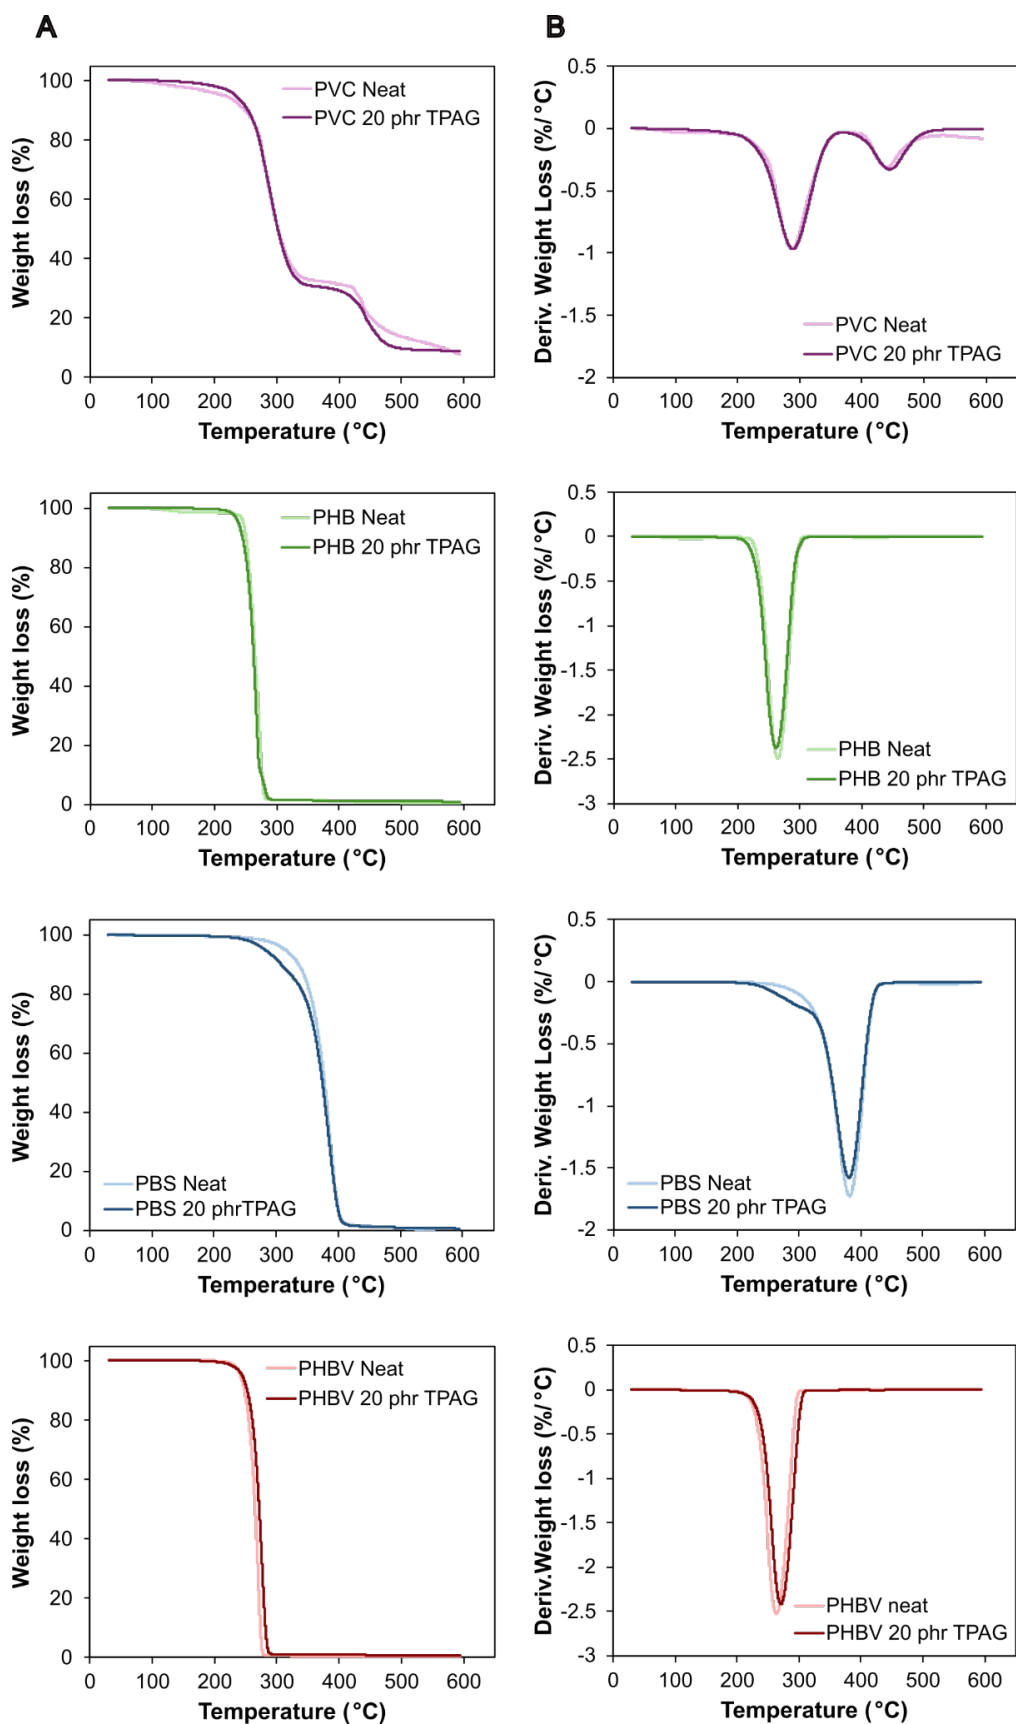 A
B
Weight loss (%)
100
80
60
40
20
0
PVC Neat
PVC 20 phr TPAG
0 100 200 300 400 500 600
Temperature (°C)
Deriv. Weight Loss (%/°C)
0.5
0
-0.5
-1
-1.5
-2
PVC Neat
PVC 20 phr TPAG
0 100 200 300 400 500 600
Temperature (°C)
Weight loss (%)
100
80
60
40
20
0
PHB Neat
PHB 20 phr TPAG
0 100 200 300 400 500 600
Temperature (°C)
Deriv. Weight loss (%/°C)
0.5
0
-0.5
-1
-1.5
-2
-2.5
-3
PHB Neat
PHB 20 phr TPAG
0 100 200 300 400 500 600
Temperature (°C)
Weight loss (%)
100
80
60
40
20
0
PBS Neat
PBS 20 phrTPAG
0 100 200 300 400 500 600
Temperature (°C)
Deriv. Weight Loss (%/°C)
0.5
0
-0.5
-1
-1.5
-2
PBS Neat
PBS 20 phr TPAG
0 100 200 300 400 500 600
Temperature (°C)
Weight loss (%)
100
80
60
40
20
0
PHBV Neat
PHBV 20 phr TPAG
0 100 200 300 400 500 600
Temperature (°C)
Deriv.Weight loss (%/°C)
0.5
0
-0.5
-1
-1.5
-2
-2.5
-3
PHBV neat
PHBV 20 phr TPAG
0 100 200 300 400 500 600
Temperature (°C)